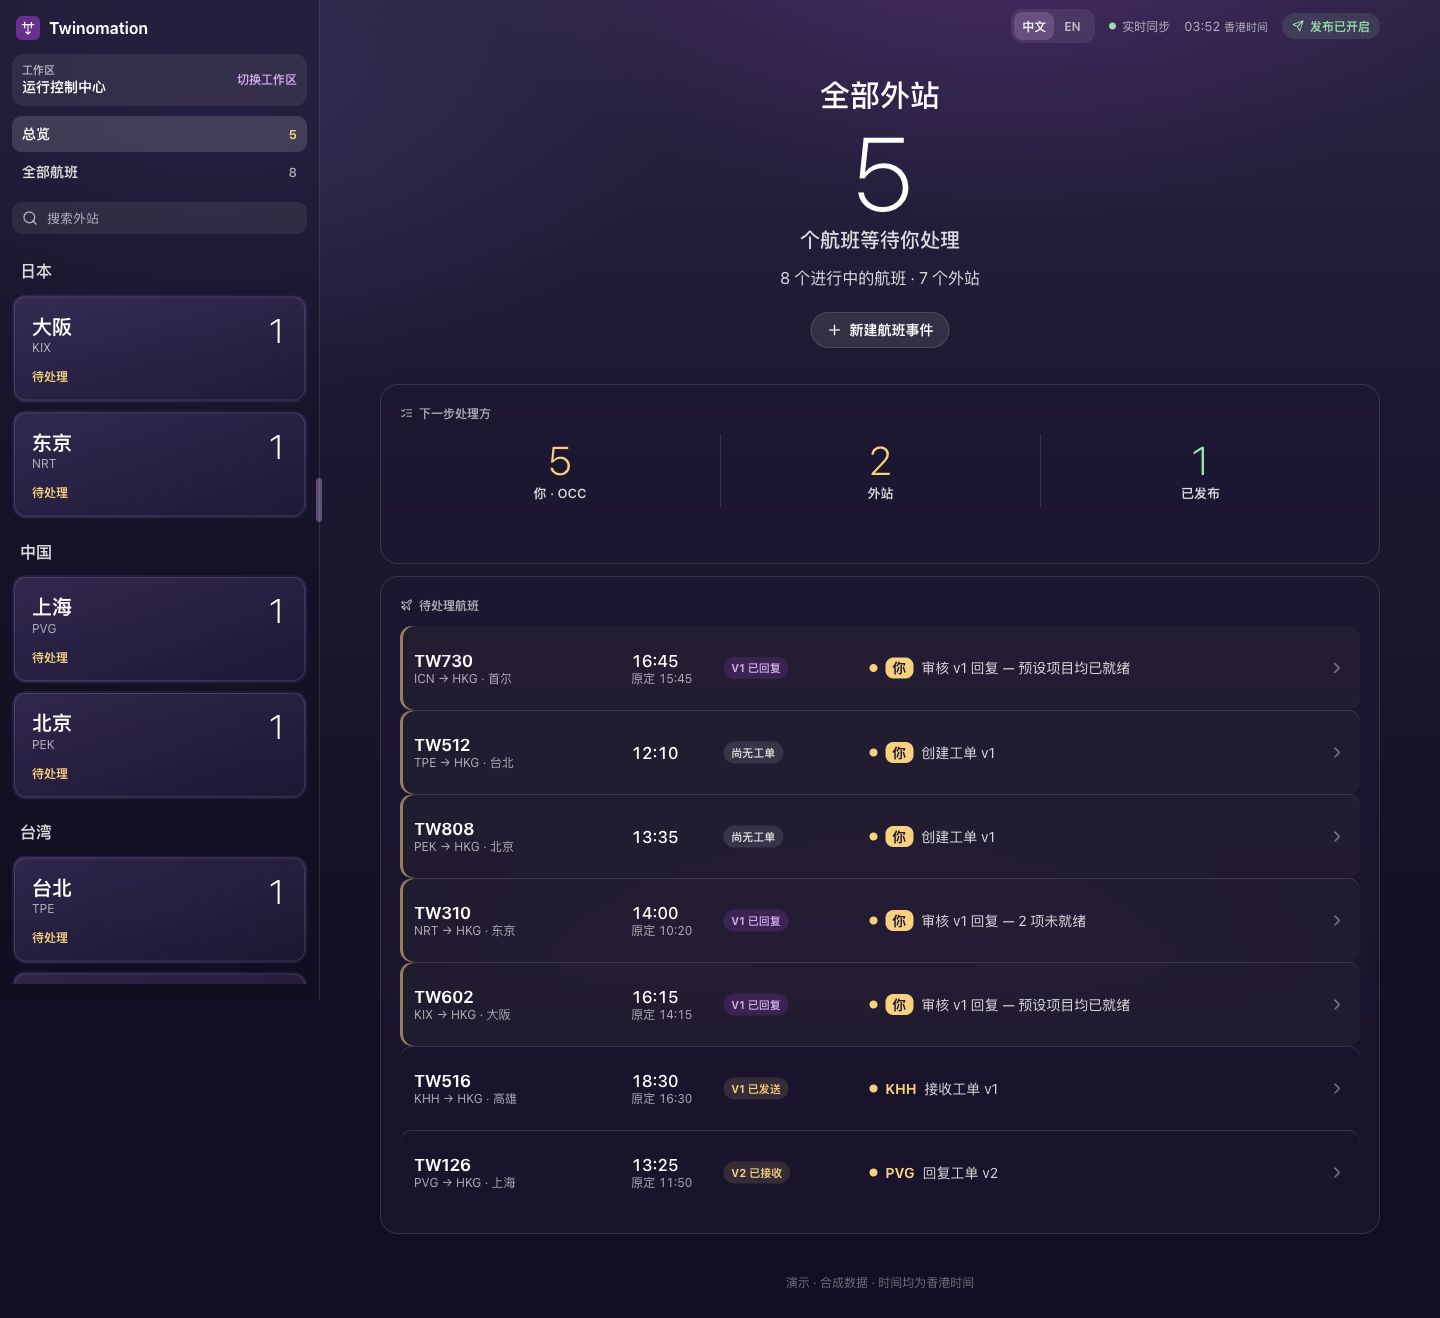 Twinomation
工作区
运行控制中心
切换工作区
总览 5
全部航班 8
搜索外站
日本
大阪 1
KIX
待处理
东京 1
NRT
待处理
中国
上海 1
PVG
待处理
北京 1
PEK
待处理
台湾
台北 1
TPE
待处理
中文 EN 实时同步 03:52 香港时间 发布已开启
全部外站
5
个航班等待你处理
8 个进行中的航班 · 7 个外站
+ 新建航班事件
下一步处理方
5 2 1
你 · OCC 外站 已发布
待处理航班
TW730 16:45 V1 已回复 你 审核 v1 回复 — 预设项目均已就绪
ICN → HKG · 首尔 原定 15:45
TW512 12:10 尚无工单 你 创建工单 v1
TPE → HKG · 台北
TW808 13:35 尚无工单 你 创建工单 v1
PEK → HKG · 北京
TW310 14:00 V1 已回复 你 审核 v1 回复 — 2 项未就绪
NRT → HKG · 东京 原定 10:20
TW602 16:15 V1 已回复 你 审核 v1 回复 — 预设项目均已就绪
KIX → HKG · 大阪 原定 14:15
TW516 18:30 V1 已发送 KHH 接收工单 v1
KHH → HKG · 高雄 原定 16:30
TW126 13:25 V2 已接收 PVG 回复工单 v2
PVG → HKG · 上海 原定 11:50
演示 · 合成数据 · 时间均为香港时间